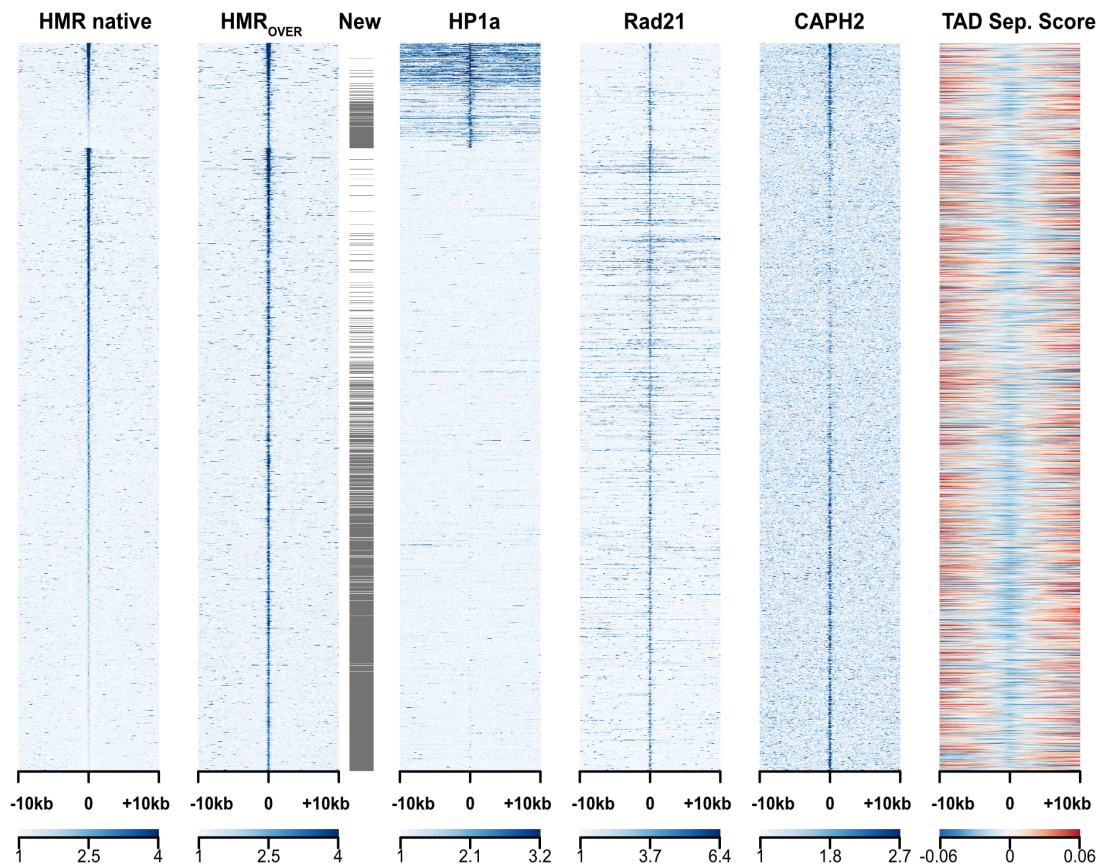 HMR native HMROVER New HP1a Rad21 CAPH2 TAD Sep. Score
-10kb 0 +10kb -10kb 0 +10kb -10kb 0 +10kb -10kb 0 +10kb -10kb 0 +10kb -10kb 0 +10kb
1 2.5 4 1 2.5 4 1 2.1 3.2 1 3.7 6.4 1 1.8 2.7 -0.06 0 0.06